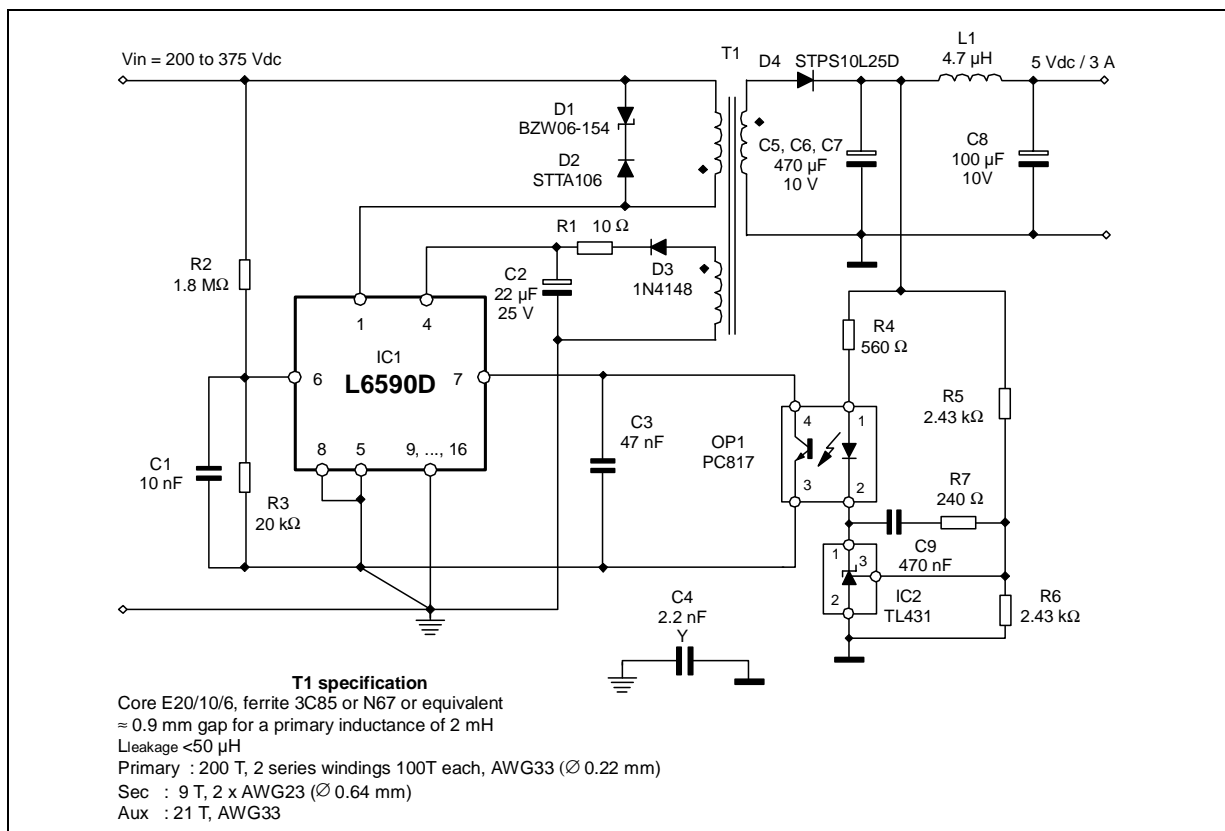 Vin = 200 to 375 Vdc
T1
D4
STPS10L25D
L1
4.7 µH
5 Vdc / 3 A
D1
BZW06-154
D2
STTA106
C5, C6, C7
470 µF
10 V
C8
100 µF
10V
R1
10 Ω
D3
1N4148
C2
22 µF
25 V
R2
1.8 MΩ
1
4
IC1
L6590D
6
7
8
5
9, ..., 16
C1
10 nF
R3
20 kΩ
C3
47 nF
OP1
PC817
4
1
3
2
R4
560 Ω
R5
2.43 kΩ
R7
240 Ω
C9
470 nF
1
3
2
IC2
TL431
R6
2.43 kΩ
C4
2.2 nF
Y
T1 specification
Core E20/10/6, ferrite 3C85 or N67 or equivalent
≈ 0.9 mm gap for a primary inductance of 2 mH
Lleakage <50 µH
Primary : 200 T, 2 series windings 100T each, AWG33 (∅ 0.22 mm)
Sec : 9 T, 2 x AWG23 (∅ 0.64 mm)
Aux : 21 T, AWG33